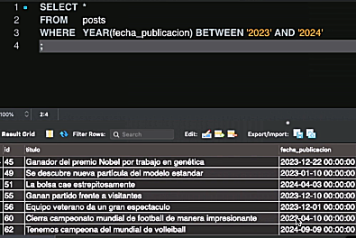 1 SELECT *
2 FROM posts
3 WHERE YEAR(fecha_publicacion) BETWEEN '2023' AND '2024'
4 ;
100% 2:4
Result Grid Filter Rows: Search Edit: Export/Import:
id titulo fecha_publicacion
45 Ganador del premio Nobel por trabajo en genética 2023-12-22 00:00:00
49 Se descubre nueva partícula del modelo estandar 2023-01-10 00:00:00
51 La bolsa cae estrepitosamente 2024-04-03 00:00:00
55 Ganan partido frente a visitantes 2023-12-10 00:00:00
56 Equipo veterano da un gran espectaculo 2023-12-01 00:00:00
60 Cierra campeonato mundial de football de manera impresionante 04-10 00:00:00
62 Tenemos campeona del mundial de volleiball 2024-09-09 00:00:00